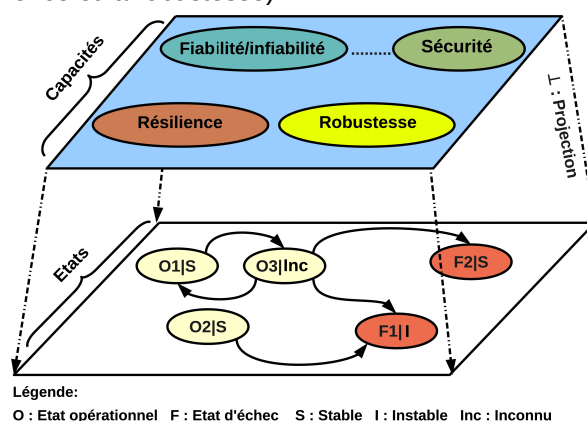 Fiabilité/infiabilité ......... Sécurité
Capacités
Résilience Robustesse
⊥ : Projection
Etats
O1|S O3|Inc F2|S
O2|S F1|I
Légende:
O : Etat opérationnel F : Etat d'échec S : Stable I : Instable Inc : Inconnu